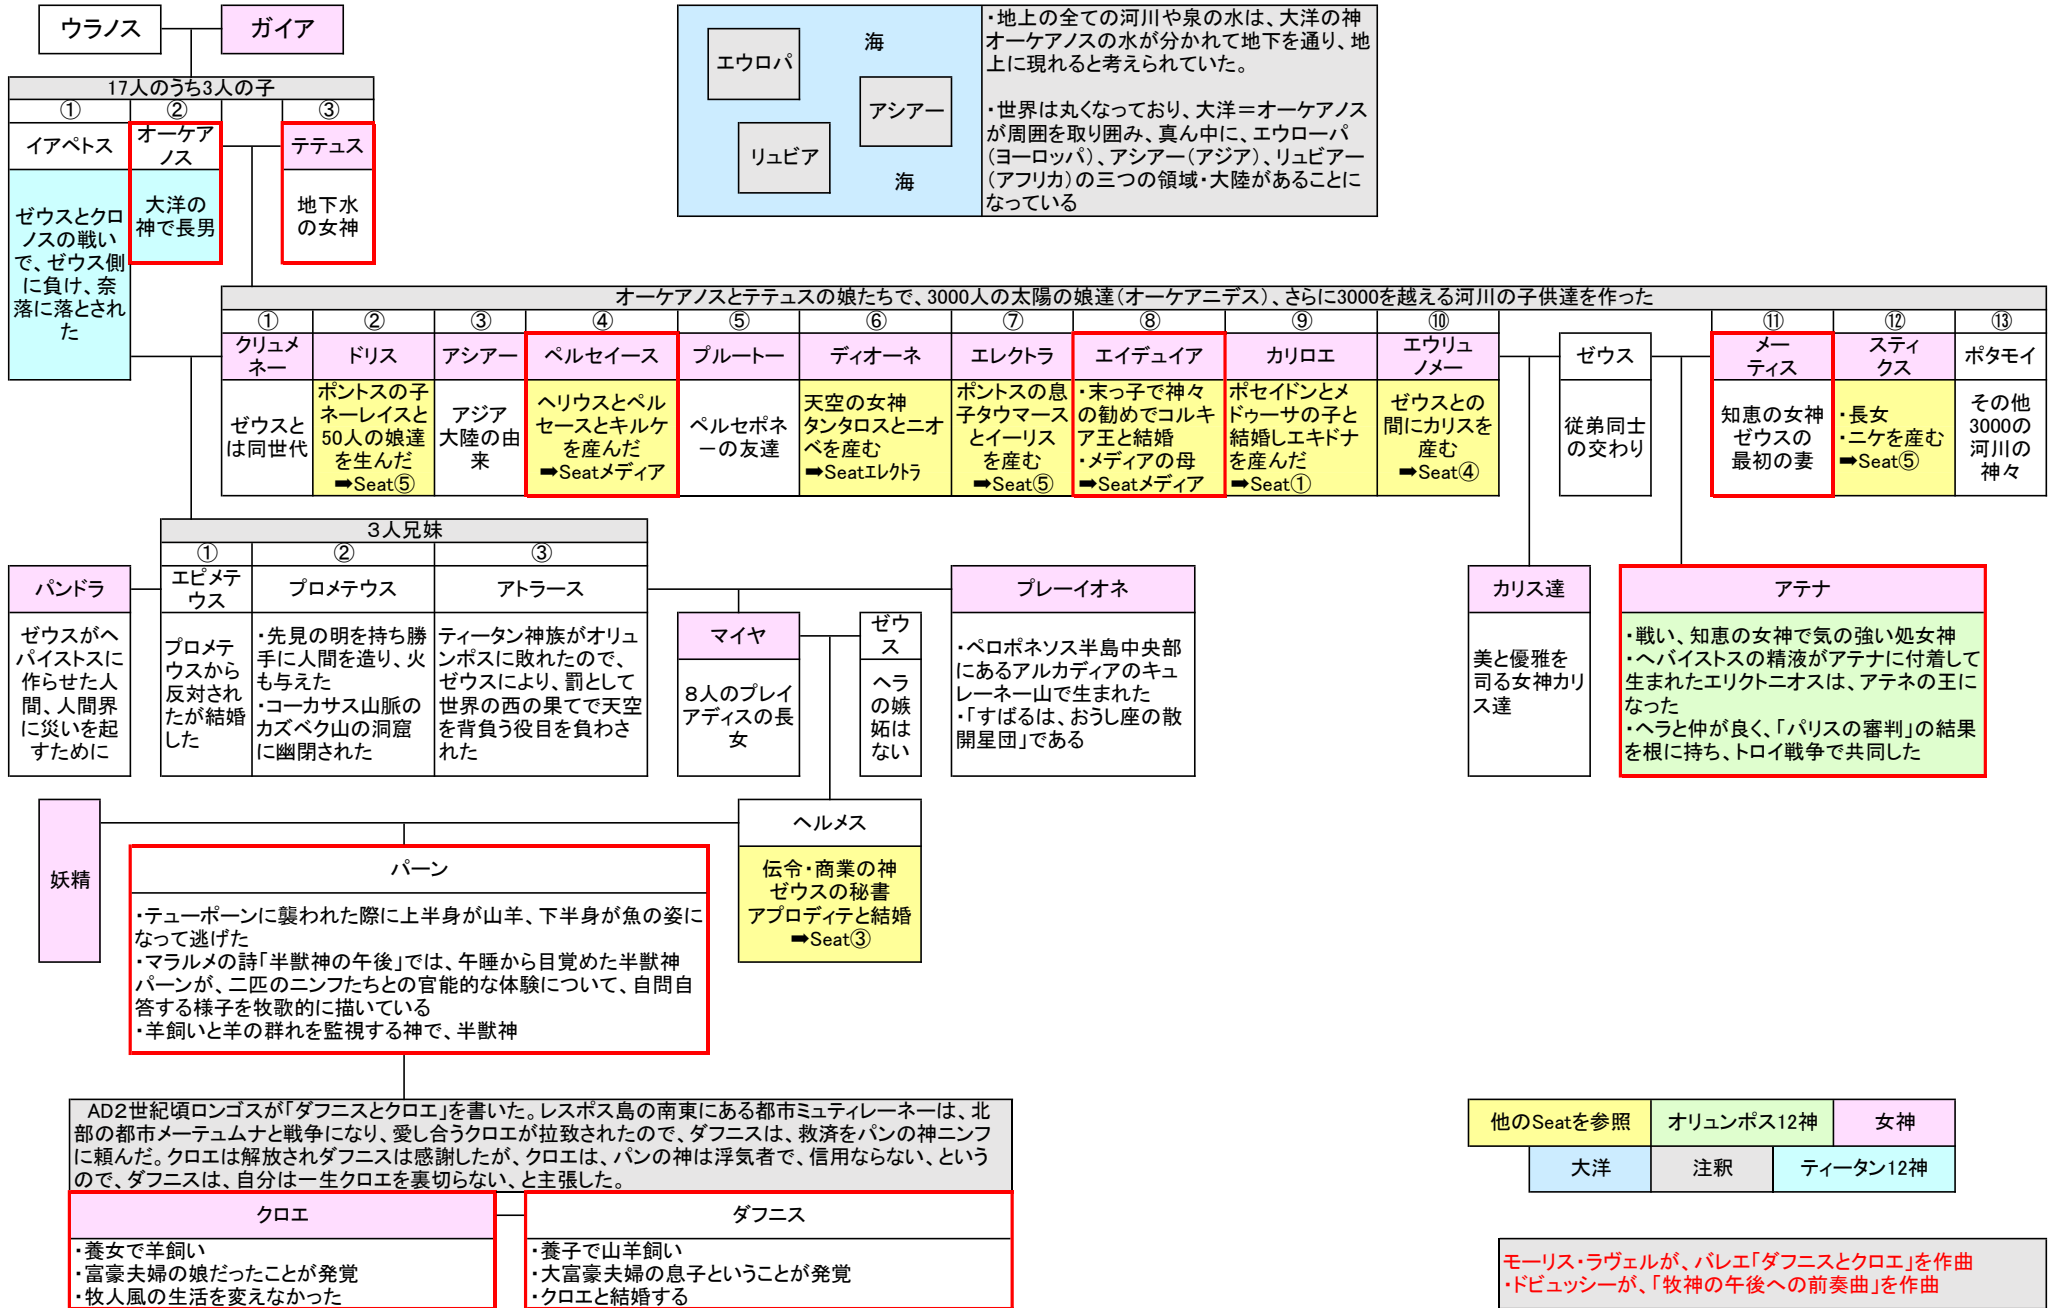 ウラノス
ガイア
17人のうち3人の子
①
②
③
イアペトス
オーケア
ノス
テテュス
ゼウスとクロ
ノスの戦い
で、ゼウス側
に負け、奈
落に落とされ
た
大洋の
神で長男
地下水
の女神
エウロパ
海
アシアー
リュビア
海
・地上の全ての河川や泉の水は、大洋の神
オーケアノスの水が分かれて地下を通り、地
上に現れると考えられていた。
・世界は丸くなっており、大洋＝オーケアノス
が周囲を取り囲み、真ん中に、エウローパ
（ヨーロッパ）、アシアー（アジア）、リュビアー
（アフリカ）の三つの領域・大陸があることに
なっている
オーケアノスとテテュスの娘たちで、3000人の太陽の娘達（オーケアニデス）、さらに3000を越える河川の子供達を作った
①
②
③
④
⑤
⑥
⑦
⑧
⑨
⑩
⑪
⑫
⑬
クリュメ
ネー
ドリス
アシアー
ペルセイース
プルートー
ディオーネ
エレクトラ
エイデュイア
カリロエ
エウリュ
ノメー
ゼウス
メー
ティス
スティ
クス
ポタモイ
ゼウスと
は同世代
ポントスの子
ネーレイスと
50人の娘達
を生んだ
➡Seat⑤
アジア
大陸の由
来
ヘリウスとペル
セースとキルケ
を産んだ
➡Seatメディア
ペルセポネ
ーの友達
天空の女神
タンタロスとニオ
ベを産む
➡Seatエレクトラ
ポントスの息
子タウマース
とイーリス
を産む
➡Seat⑤
・末っ子で神々
の勧めでコルキ
ア王と結婚
・メディアの母
➡Seatメディア
ポセイドンとメ
ドゥーサの子と
結婚しエキドナ
を産んだ
➡Seat①
ゼウスとの
間にカリスを
産む
➡Seat④
従弟同士
の交わり
知恵の女神
ゼウスの
最初の妻
・長女
・ニケを産む
➡Seat⑤
その他
3000の
河川の
神々
３人兄妹
①
②
③
パンドラ
エピメテ
ウス
プロメテウス
アトラース
プレーイオネ
ゼウスがヘ
パイストスに
作らせた人
間、人間界
に災いを起
すために
プロメテ
ウスから
反対され
たが結婚
した
・先見の明を持ち勝
手に人間を造り、火
も与えた
・コーカサス山脈の
カズベク山の洞窟
に幽閉された
ティータン神族がオリュ
ンポスに敗れたので、
ゼウスにより、罰として
世界の西の果てで天空
を背負う役目を負わさ
れた
マイヤ
８人のプレイ
アディスの長
女
ゼウ
ス
ヘラ
の嫉
妬は
ない
・ペロポネソス半島中央部
にあるアルカディアのキュ
レーネー山で生まれた
・「すばるは、おうし座の散
開星団」である
カリス達
美と優雅を
司る女神カリ
ス達
アテナ
・戦い、知恵の女神で気の強い処女神
・ヘバイストスの精液がアテナに付着して
生まれたエリクトニオスは、アテネの王に
なった
・ヘラと仲が良く、「パリスの審判」の結果
を根に持ち、トロイ戦争で共同した
妖精
パーン
・テューポーンに襲われた際に上半身が山羊、下半身が魚の姿に
なって逃げた
・マラルメの詩「半獣神の午後」では、午睡から目覚めた半獣神
パーンが、二匹のニンフたちとの官能的な体験について、自問自
答する様子を牧歌的に描いている
・羊飼いと羊の群れを監視する神で、半獣神
ヘルメス
伝令・商業の神
ゼウスの秘書
アプロディテと結婚
➡Seat③
AD２世紀頃ロンゴスが「ダフニスとクロエ」を書いた。レスポス島の南東にある都市ミュティレーネーは、北
部の都市メーテュムナと戦争になり、愛し合うクロエが拉致されたので、ダフニスは、救済をパンの神ニンフ
に頼んだ。クロエは解放されダフニスは感謝したが、クロエは、パンの神は浮気者で、信用ならない、という
ので、ダフニスは、自分は一生クロエを裏切らない、と主張した。
クロエ
・養女で羊飼い
・富豪夫婦の娘だったことが発覚
・牧人風の生活を変えなかった
ダフニス
・養子で山羊飼い
・大富豪夫婦の息子ということが発覚
・クロエと結婚する
他のSeatを参照
オリュンポス12神
女神
大洋
注釈
ティータン12神
モーリス・ラヴェルが、バレエ「ダフニスとクロエ」を作曲
・ドビュッシーが、「牧神の午後への前奏曲」を作曲